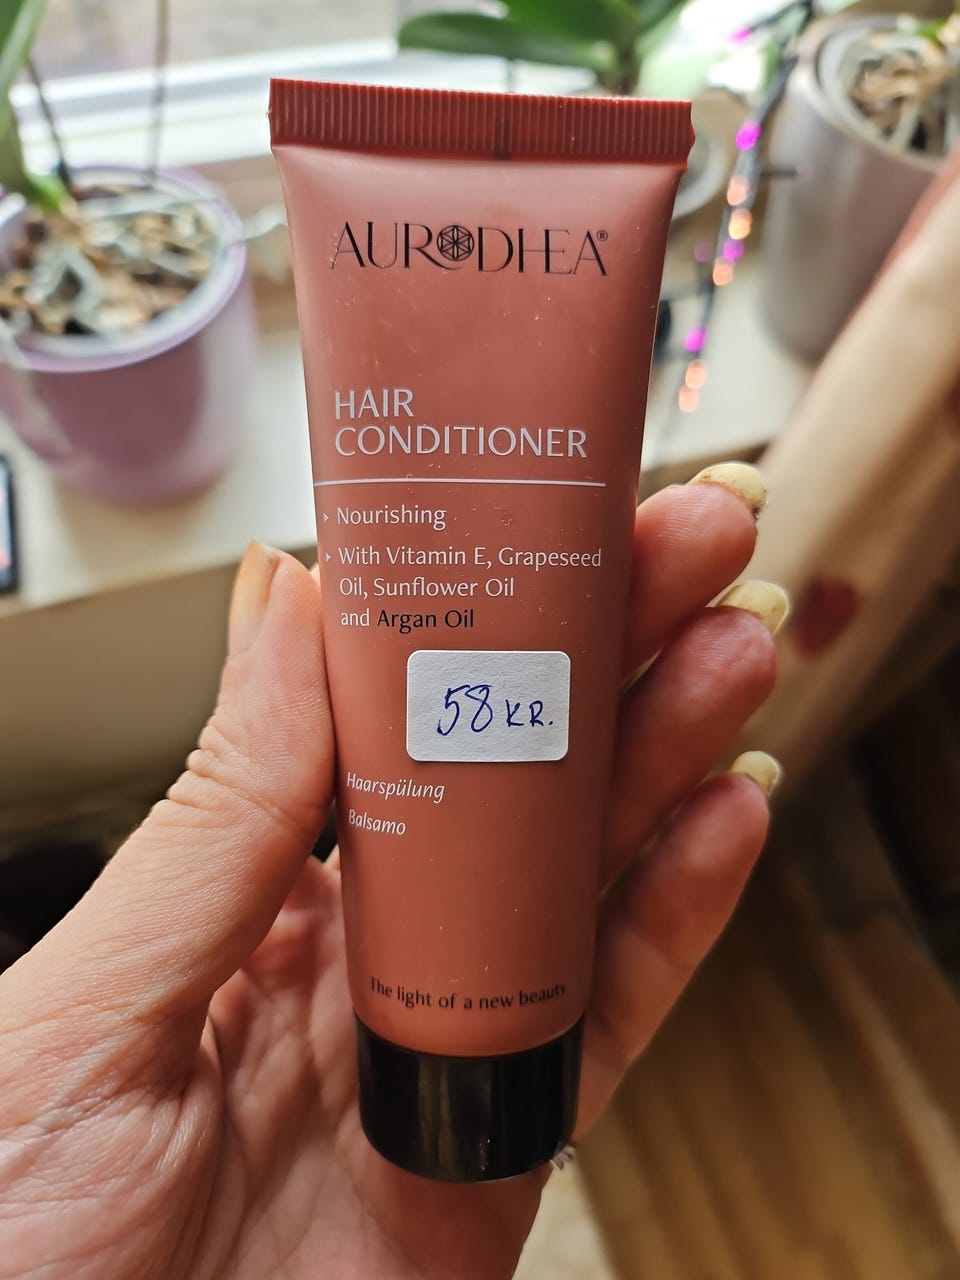 AURODHEA®
HAIR
CONDITIONER
Nourishing
With Vitamin E, Grapeseed
Oil, Sunflower Oil
and Argan Oil
58 KR.
Haarspülung
Balsamo
The light of a new beauty